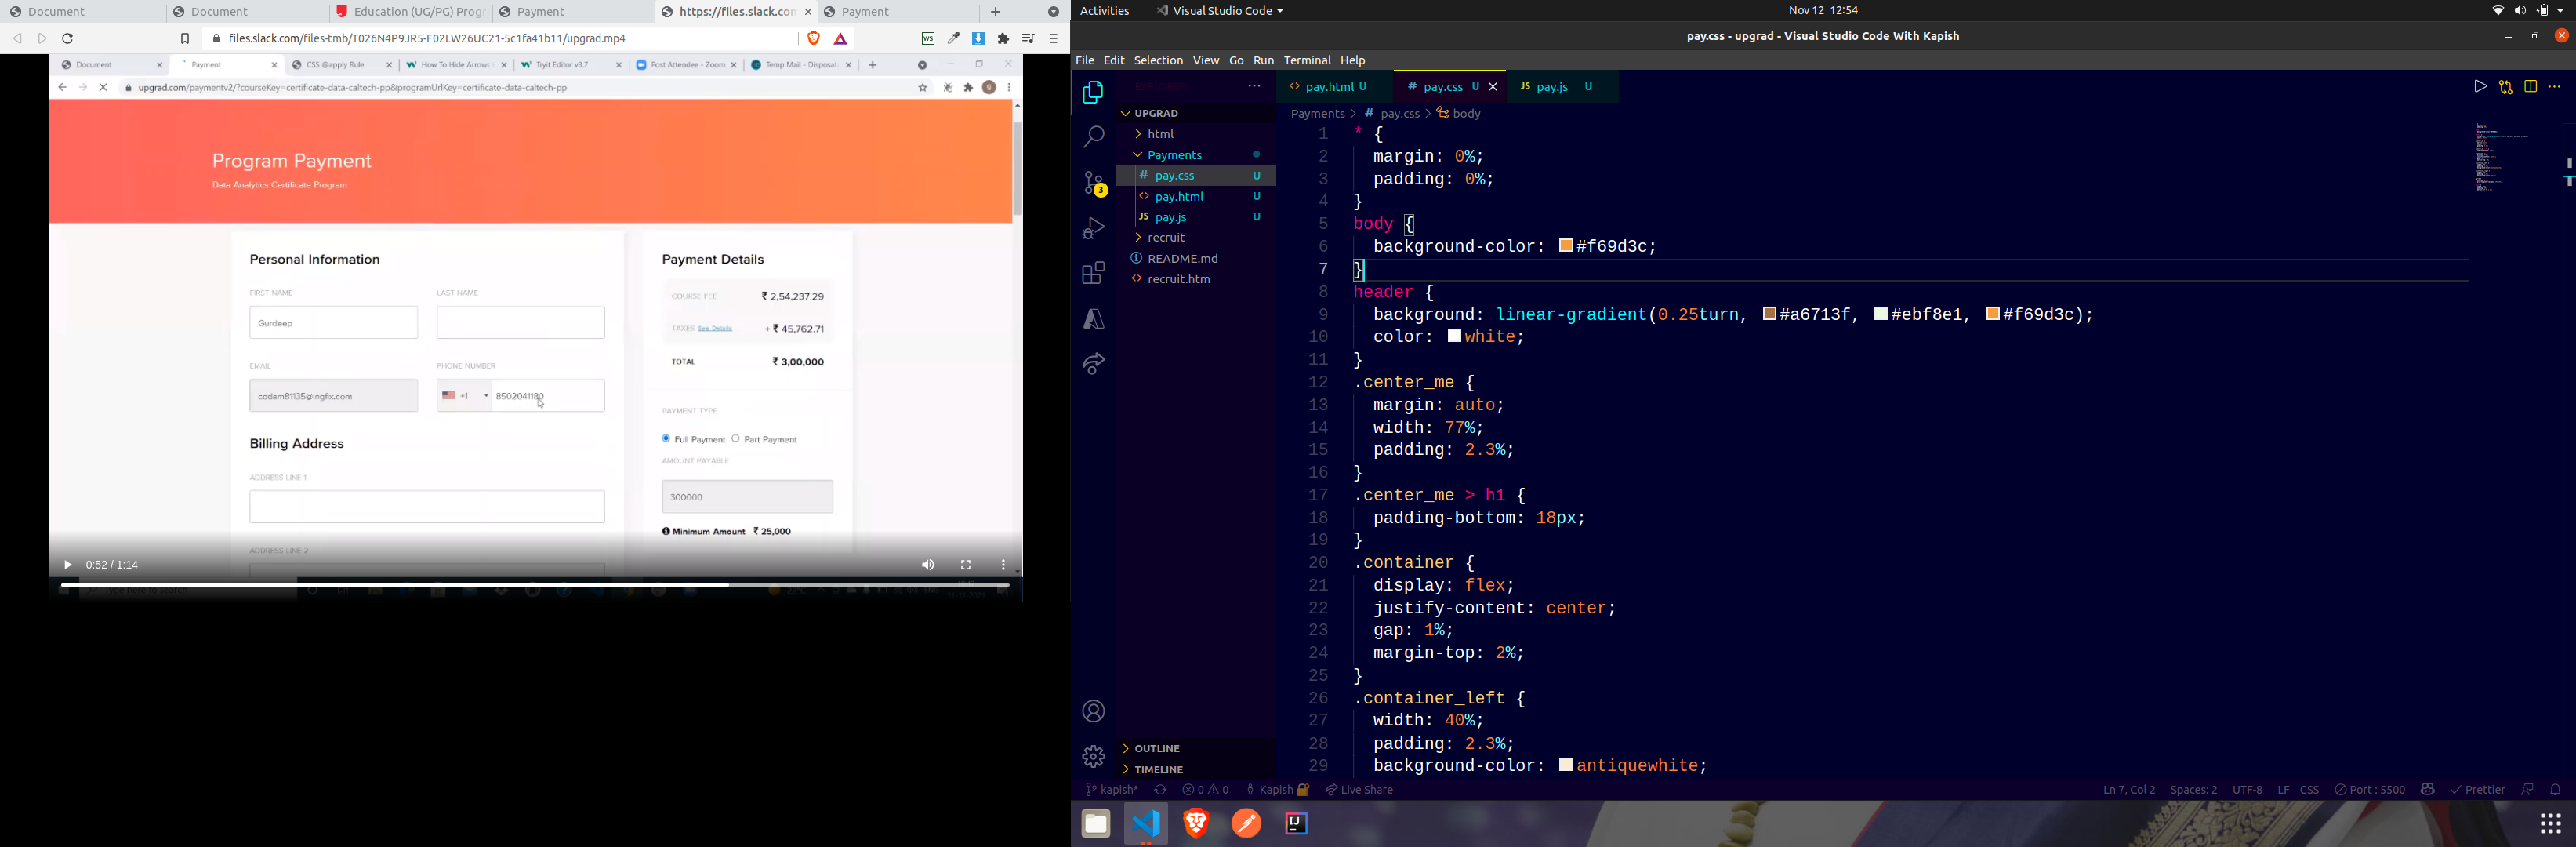 Document
Document
Education (UG/PG) Progr
Payment
https://files.slack.com
Payment
files.slack.com/files-tmb/T026N4P9JR5-F02LW26UC21-5c1fa41b11/upgrad.mp4
Document
Payment
CSS @apply Rule
How To Hide Arrows
Tryit Editor v3.7
Post Attendee - Zoom
Temp Mail - Disposal
upgrad.com/paymentv2/?courseKey=certificate-data-caltech-pp&programUrlKey=certificate-data-caltech-pp
Program Payment
Data Analytics Certificate Program
Personal Information
FIRST NAME
LAST NAME
Gurdeep
EMAIL
PHONE NUMBER
codam81135@ingfix.com
+1
8502041180
Billing Address
ADDRESS LINE 1
ADDRESS LINE 2
Payment Details
COURSE FEE ₹ 2,54,237.29
TAXES See Details + ₹ 45,762.71
TOTAL ₹ 3,00,000
PAYMENT TYPE
Full Payment Part Payment
AMOUNT PAYABLE
300000
Minimum Amount ₹ 25,000
0:52 / 1:14
Type here to search
Activities
Visual Studio Code
Nov 12 12:54
pay.css - upgrad - Visual Studio Code With Kapish
File Edit Selection View Go Run Terminal Help
UPGRAD
html
Payments
pay.css U
pay.html U
JS pay.js U
recruit
README.md
recruit.htm
OUTLINE
TIMELINE
3
pay.html U
# pay.css U
JS pay.js U
Payments > # pay.css > body
1 * {
2 margin: 0%;
3 padding: 0%;
4 }
5 body {
6 background-color: #f69d3c;
7 }
8 header {
9 background: linear-gradient(0.25turn, #a6713f, #ebf8e1, #f69d3c);
10 color: white;
11 }
12 .center_me {
13 margin: auto;
14 width: 77%;
15 padding: 2.3%;
16 }
17 .center_me > h1 {
18 padding-bottom: 18px;
19 }
20 .container {
21 display: flex;
22 justify-content: center;
23 gap: 1%;
24 margin-top: 2%;
25 }
26 .container_left {
27 width: 40%;
28 padding: 2.3%;
29 background-color: antiquewhite;
kapish* 0 0 Kapish Live Share
Ln 7, Col 2 Spaces: 2 UTF-8 LF CSS Port : 5500 Prettier